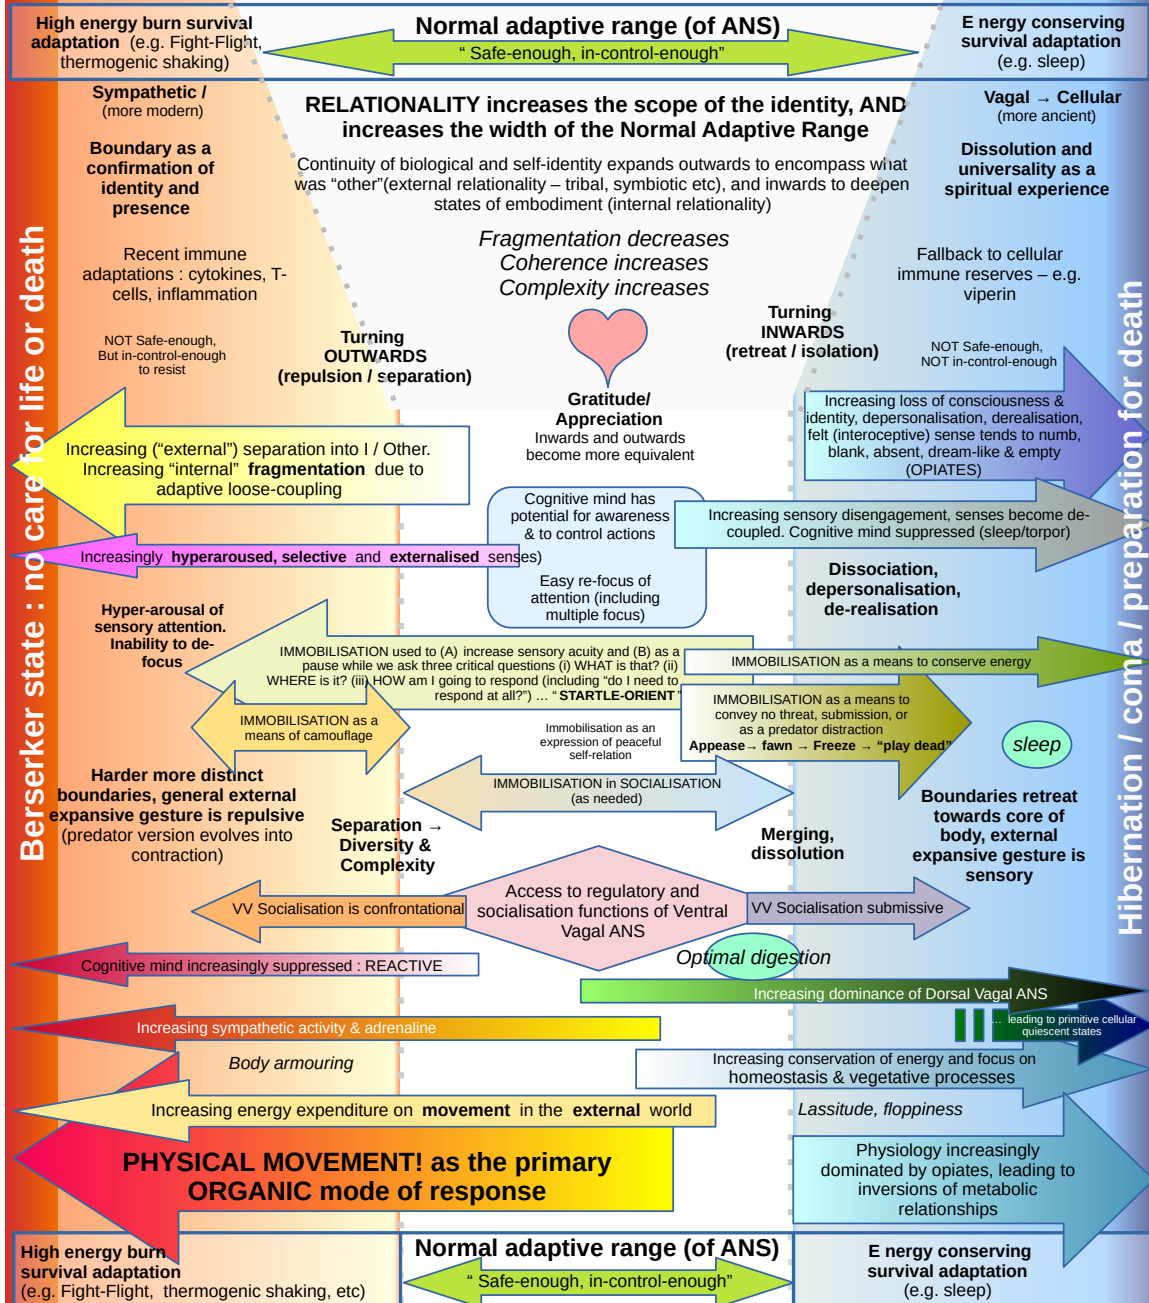 High energy burn survival
adaptation (e.g. Fight-Flight,
thermogenic shaking)
Normal adaptive range (of ANS)
“ Safe-enough, in-control-enough”
E nergy conserving
survival adaptation
(e.g. sleep)
Sympathetic /
(more modern)
Boundary as a
confirmation of
identity and
presence
Recent immune
adaptations : cytokines, T-
cells, inflammation
NOT Safe-enough,
But in-control-enough
to resist
RELATIONALITY increases the scope of the identity, AND
increases the width of the Normal Adaptive Range
Continuity of biological and self-identity expands outwards to encompass what
was “other”(external relationality – tribal, symbiotic etc), and inwards to deepen
states of embodiment (internal relationality)
Fragmentation decreases
Coherence increases
Complexity increases
Vagal → Cellular
(more ancient)
Dissolution and
universality as a
spiritual experience
Fallback to cellular
immune reserves – e.g.
viperin
NOT Safe-enough,
NOT in-control-enough
Turning
OUTWARDS
(repulsion / separation)
Turning
INWARDS
(retreat / isolation)
Gratitude/
Appreciation
Inwards and outwards
become more equivalent
Berserker state : no care for life or death
Hibernation / coma / preparation for death
Increasing (“external”) separation into I / Other.
Increasing “internal” fragmentation due to
adaptive loose-coupling
Increasing loss of consciousness &
identity, depersonalisation, derealisation,
felt (interoceptive) sense tends to numb,
blank, absent, dream-like & empty
(OPIATES)
Cognitive mind has
potential for awareness
& to control actions
Easy re-focus of
attention (including
multiple focus)
Increasing sensory disengagement, senses become de-
coupled. Cognitive mind suppressed (sleep/torpor)
Increasingly hyperaroused, selective and externalised senses)
Dissociation,
depersonalisation,
de-realisation
Hyper-arousal of
sensory attention.
Inability to de-
focus
IMMOBILISATION used to (A) increase sensory acuity and (B) as a
pause while we ask three critical questions (i) WHAT is that? (ii)
WHERE is it? (iii) HOW am I going to respond (including “do I need to
respond at all?”) … “ STARTLE-ORIENT ”
IMMOBILISATION as a means to conserve energy
IMMOBILISATION as a
means of camouflage
IMMOBILISATION as a means to
convey no threat, submission, or
as a predator distraction
Appease→ fawn → Freeze → “play dead”
Immobilisation as an
expression of peaceful
self-relation
sleep
IMMOBILISATION in SOCIALISATION
(as needed)
Harder more distinct
boundaries, general external
expansive gesture is repulsive
(predator version evolves into
contraction)
Separation →
Diversity &
Complexity
Merging,
dissolution
Boundaries retreat
towards core of
body, external
expansive gesture is
sensory
VV Socialisation is confrontational
Access to regulatory and
socialisation functions of Ventral
Vagal ANS
VV Socialisation submissive
Optimal digestion
Cognitive mind increasingly suppressed : REACTIVE
Increasing dominance of Dorsal Vagal ANS
Increasing sympathetic activity & adrenaline
… leading to primitive cellular
quiescent states
Body armouring
Increasing conservation of energy and focus on
homeostasis & vegetative processes
Increasing energy expenditure on movement in the external world
Lassitude, floppiness
PHYSICAL MOVEMENT! as the primary
ORGANIC mode of response
Physiology increasingly
dominated by opiates, leading to
inversions of metabolic
relationships
High energy burn
survival adaptation
(e.g. Fight-Flight, thermogenic shaking, etc)
Normal adaptive range (of ANS)
“ Safe-enough, in-control-enough”
E nergy conserving
survival adaptation
(e.g. sleep)